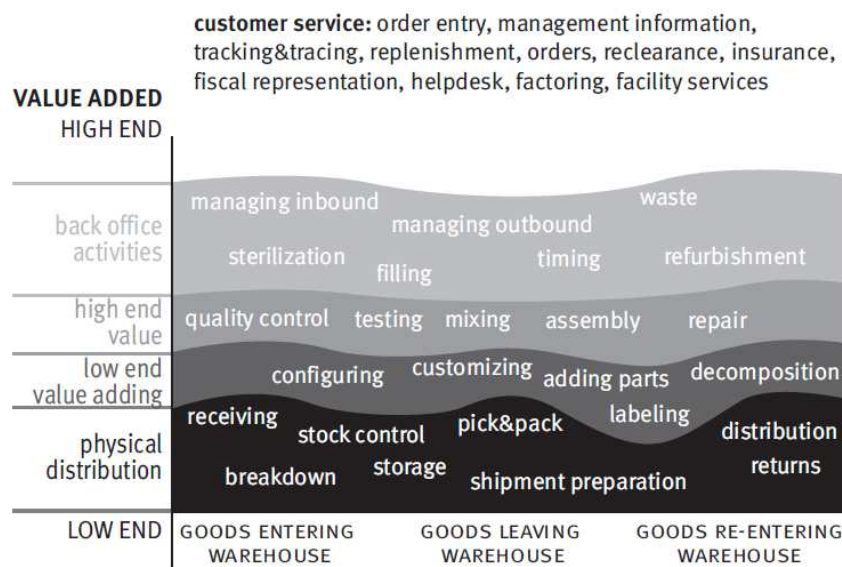 customer service: order entry, management information,
tracking&tracing, replenishment, orders, reclearance, insurance,
fiscal representation, helpdesk, factoring, facility services
VALUE ADDED
HIGH END
back office
activities
managing inbound
managing outbound
waste
sterilization
filling
timing
refurbishment
high end
value
quality control
testing
mixing
assembly
repair
low end
value adding
configuring
customizing
adding parts
decomposition
labeling
physical
distribution
receiving
stock control
pick&pack
distribution
returns
breakdown
storage
shipment preparation
LOW END
GOODS ENTERING
WAREHOUSE
GOODS LEAVING
WAREHOUSE
GOODS RE-ENTERING
WAREHOUSE